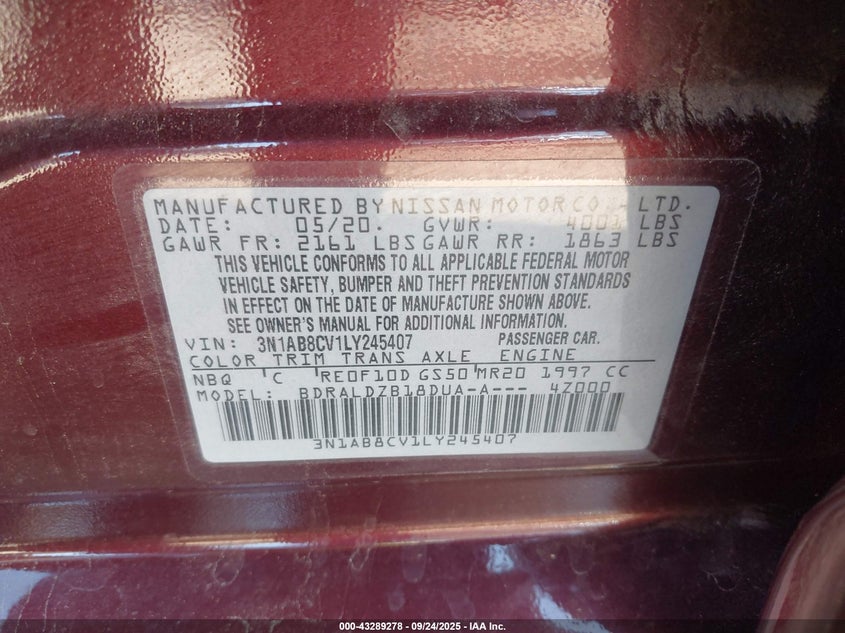 MANUFACTURED BY NISSAN MOTOR CO., LTD.
DATE: 05/20. GVWR: 4001 LBS
GAWR FR: 2161 LBS GAWR RR: 1863 LBS
THIS VEHICLE CONFORMS TO ALL APPLICABLE FEDERAL MOTOR
VEHICLE SAFETY, BUMPER AND THEFT PREVENTION STANDARDS
IN EFFECT ON THE DATE OF MANUFACTURE SHOWN ABOVE.
SEE OWNER'S MANUAL FOR ADDITIONAL INFORMATION.
VIN: 3N1AB8CV1LY245407 PASSENGER CAR.
COLOR TRIM TRANS AXLE ENGINE
NBQ 'C RE0F10D GS50 MR20 1997 CC
MODEL: BDRALDZB18DUA-A--- 4Z000
3N1AB8CV1LY245407
000-43289278 - 09/24/2025 - IAA Inc.